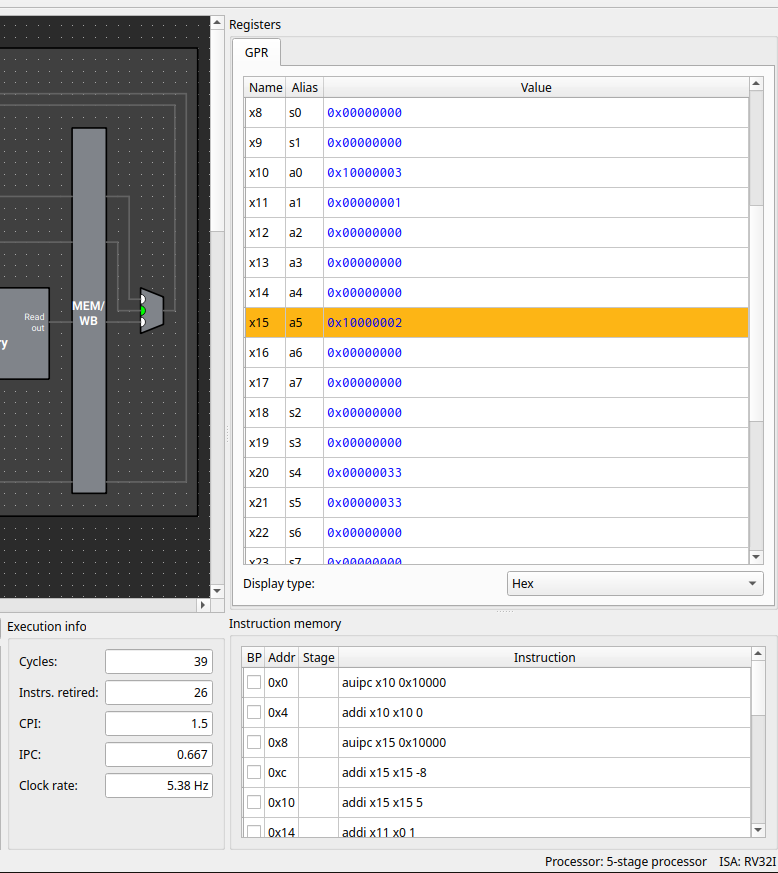 Registers
GPR
Name Alias Value
x8 s0 0x00000000
x9 s1 0x00000000
x10 a0 0x10000003
x11 a1 0x00000001
x12 a2 0x00000000
x13 a3 0x00000000
x14 a4 0x00000000
x15 a5 0x10000002
x16 a6 0x00000000
x17 a7 0x00000000
x18 s2 0x00000000
x19 s3 0x00000000
x20 s4 0x00000033
x21 s5 0x00000033
x22 s6 0x00000000
x23 s7 0x00000000
Display type: Hex
Read
out
y
MEM/
WB
Execution info
Cycles: 39
Instrs. retired: 26
CPI: 1.5
IPC: 0.667
Clock rate: 5.38 Hz
Instruction memory
BP Addr Stage Instruction
0x0 auipc x10 0x10000
0x4 addi x10 x10 0
0x8 auipc x15 0x10000
0xc addi x15 x15 -8
0x10 addi x15 x15 5
0x14 addi x11 x0 1
Processor: 5-stage processor ISA: RV32I